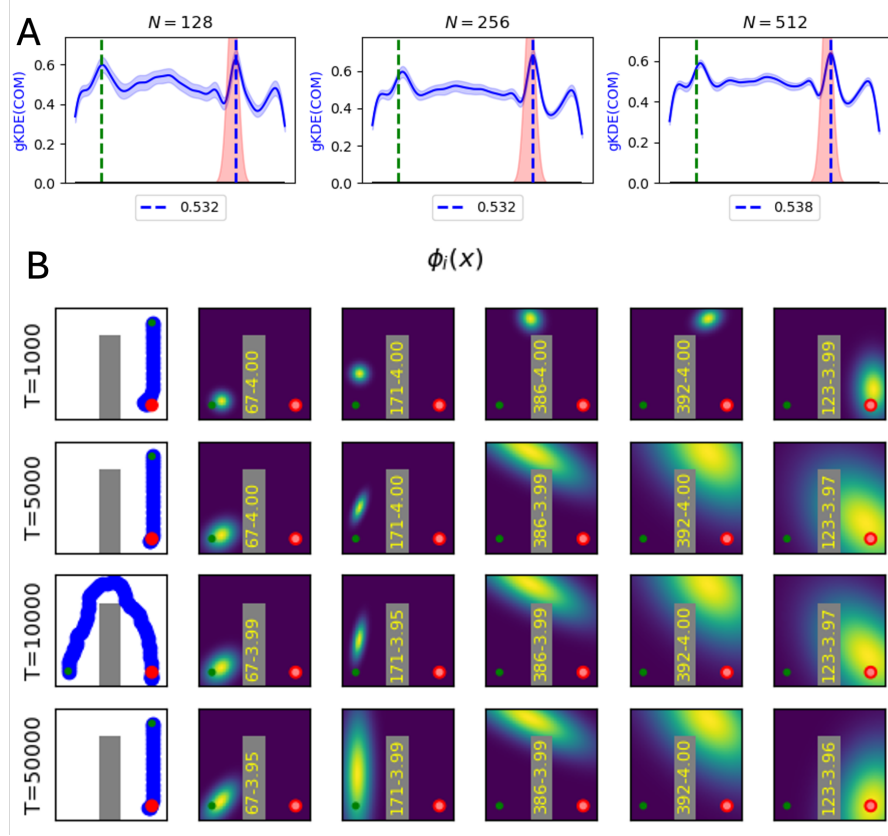 A
N = 128
N = 256
N = 512
gKDE(COM)
0.6
0.4
0.2
0.0
gKDE(COM)
0.6
0.4
0.2
0.0
gKDE(COM)
0.6
0.4
0.2
0.0
0.532
0.532
0.538
B
ϕᵢ(x)
T=1000
67-4.00
171-4.00
386-4.00
392-4.00
123-3.99
T=5000
67-4.00
171-4.00
386-3.99
392-4.00
123-3.97
T=10000
67-3.99
171-3.95
386-3.99
392-4.00
123-3.97
T=50000
67-3.95
171-3.99
386-3.99
392-4.00
123-3.96